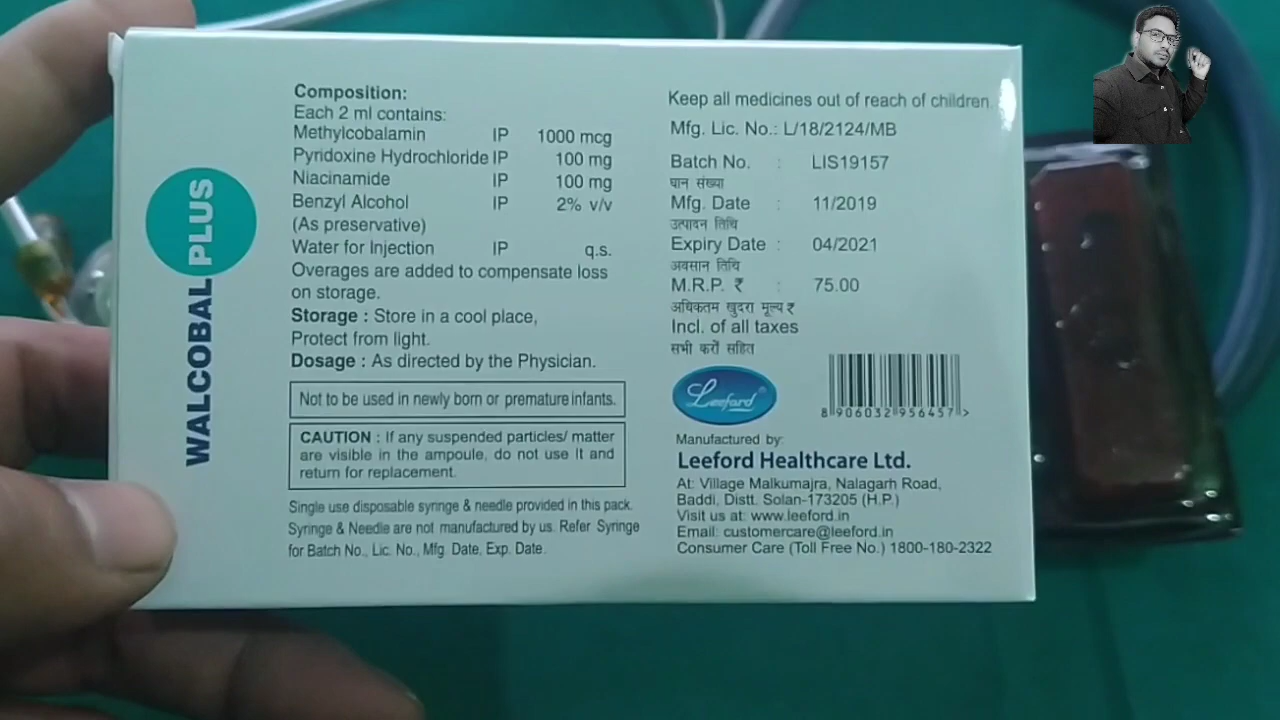 WALCOBAL PLUS
Composition:
Each 2 ml contains:
Methylcobalamin IP 1000 mcg
Pyridoxine Hydrochloride IP 100 mg
Niacinamide IP 100 mg
Benzyl Alcohol IP 2% v/v
(As preservative)
Water for Injection IP q.s.
Overages are added to compensate loss
on storage.
Storage : Store in a cool place,
Protect from light.
Dosage : As directed by the Physician.
Not to be used in newly born or premature infants.
CAUTION : If any suspended particles/ matter
are visible in the ampoule, do not use It and
return for replacement.
Single use disposable syringe & needle provided in this pack.
Syringe & Needle are not manufactured by us. Refer Syringe
for Batch No., Lic. No., Mfg. Date, Exp. Date.
Keep all medicines out of reach of children.
Mfg. Lic. No.: L/18/2124/MB
Batch No. : LIS19157
घान संख्या
Mfg. Date : 11/2019
उत्पादन तिथि
Expiry Date : 04/2021
अवसान तिथि
M.R.P. ₹ : 75.00
अधिकतम खुदरा मूल्य ₹
Incl. of all taxes
सभी करों सहित
Leeford®
8 906032 956457 >
Manufactured by:
Leeford Healthcare Ltd.
At: Village Malkumajra, Nalagarh Road,
Baddi, Distt. Solan-173205 (H.P.)
Visit us at: www.leeford.in
Email: customercare@leeford.in
Consumer Care (Toll Free No.) 1800-180-2322